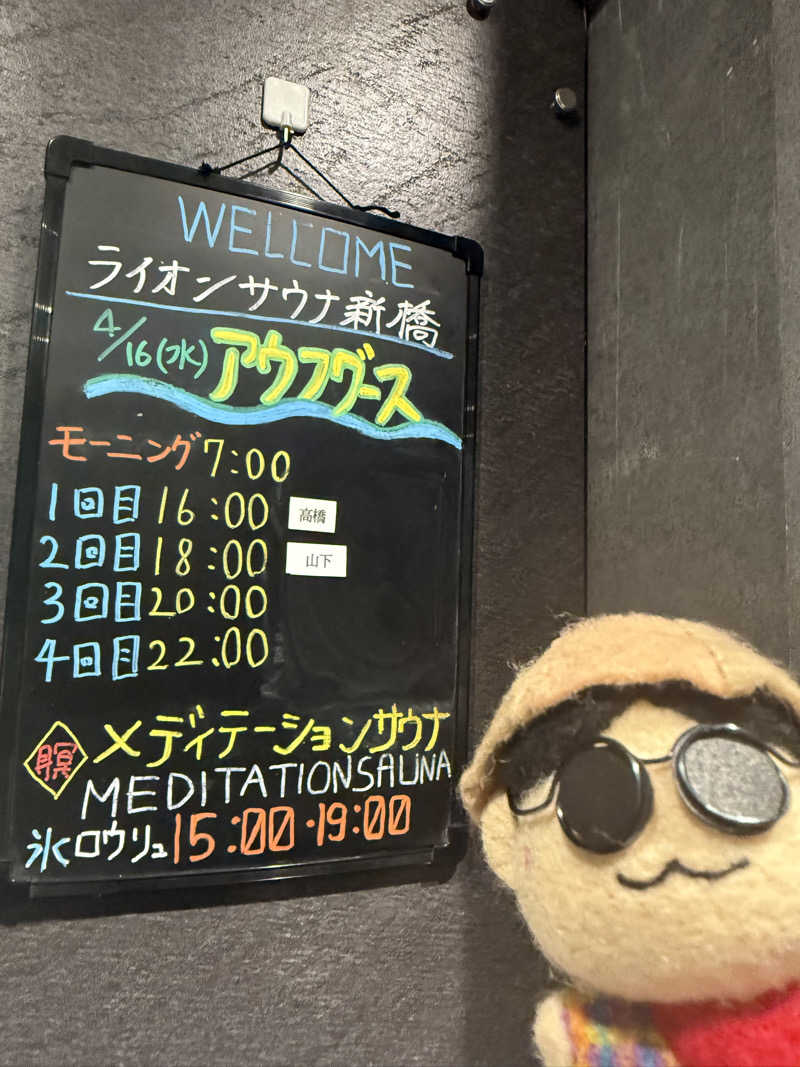 WELCOME
ライオンサウナ新橋
4/16(水) アウフグース
モーニング 7:00
1回目 16:00 高橋
2回目 18:00 山下
3回目 20:00
4回目 22:00
瞑 メディテーションサウナ
MEDITATIONSAUNA
氷ロウリュ 15:00・19:00